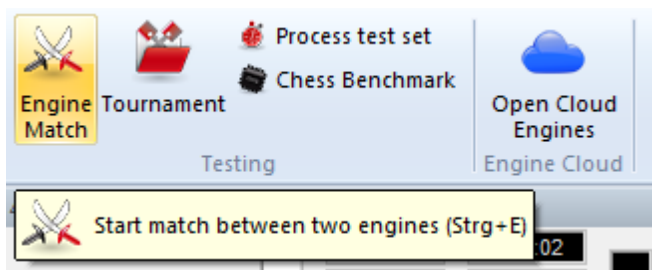 Engine Match
Tournament
Process test set
Chess Benchmark
Open Cloud Engines
Testing
Engine Cloud
Start match between two engines (Strg+E)
:02